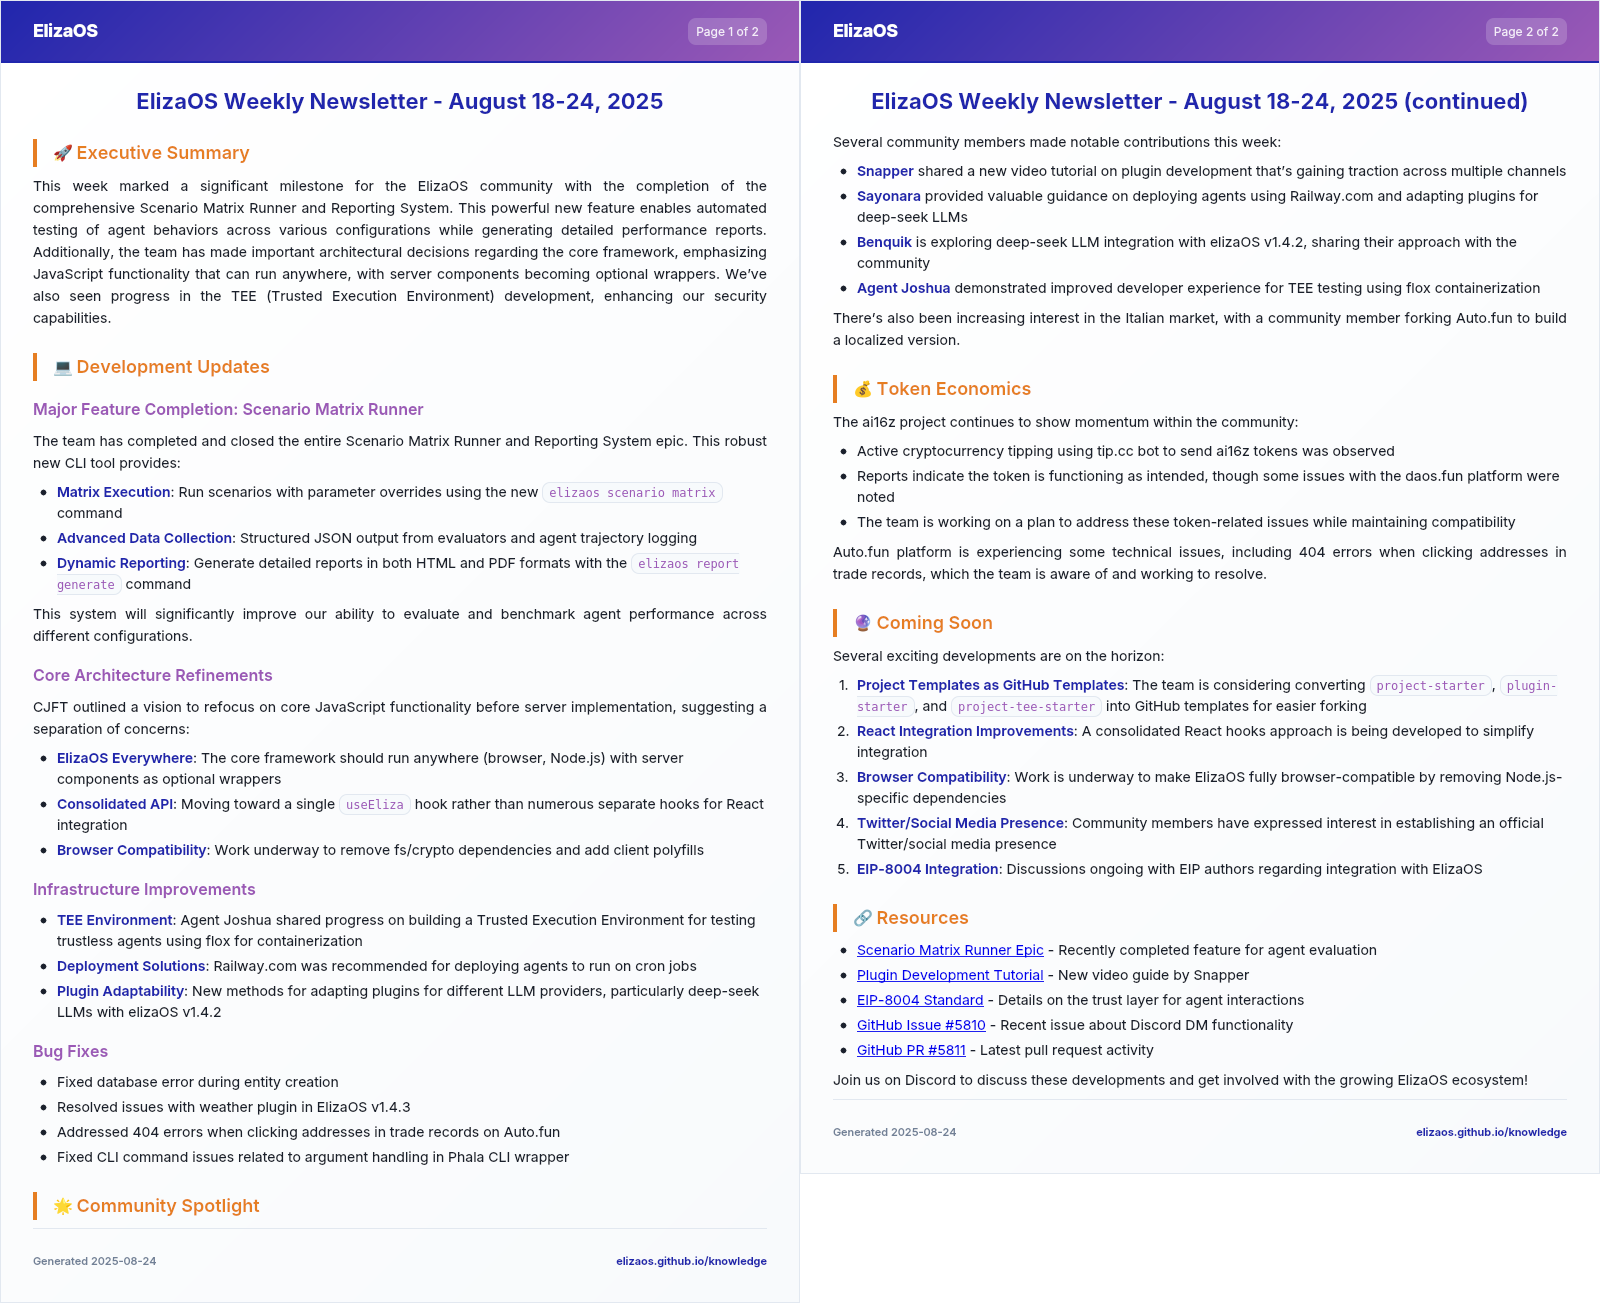 ElizaOS
Page 1 of 2
ElizaOS Weekly Newsletter - August 18-24, 2025
🚀 Executive Summary
This week marked a significant milestone for the ElizaOS community with the completion of the
comprehensive Scenario Matrix Runner and Reporting System. This powerful new feature enables automated
testing of agent behaviors across various configurations while generating detailed performance reports.
Additionally, the team has made important architectural decisions regarding the core framework, emphasizing
JavaScript functionality that can run anywhere, with server components becoming optional wrappers. We've
also seen progress in the TEE (Trusted Execution Environment) development, enhancing our security
capabilities.
💻 Development Updates
Major Feature Completion: Scenario Matrix Runner
The team has completed and closed the entire Scenario Matrix Runner and Reporting System epic. This robust
new CLI tool provides:
• Matrix Execution: Run scenarios with parameter overrides using the new elizaos scenario matrix
command
• Advanced Data Collection: Structured JSON output from evaluators and agent trajectory logging
• Dynamic Reporting: Generate detailed reports in both HTML and PDF formats with the elizaos report
generate command
This system will significantly improve our ability to evaluate and benchmark agent performance across
different configurations.
Core Architecture Refinements
CJFT outlined a vision to refocus on core JavaScript functionality before server implementation, suggesting a
separation of concerns:
• ElizaOS Everywhere: The core framework should run anywhere (browser, Node.js) with server
components as optional wrappers
• Consolidated API: Moving toward a single useEliza hook rather than numerous separate hooks for React
integration
• Browser Compatibility: Work underway to remove fs/crypto dependencies and add client polyfills
Infrastructure Improvements
• TEE Environment: Agent Joshua shared progress on building a Trusted Execution Environment for testing
trustless agents using flox for containerization
• Deployment Solutions: Railway.com was recommended for deploying agents to run on cron jobs
• Plugin Adaptability: New methods for adapting plugins for different LLM providers, particularly deep-seek
LLMs with elizaOS v1.4.2
Bug Fixes
• Fixed database error during entity creation
• Resolved issues with weather plugin in ElizaOS v1.4.3
• Addressed 404 errors when clicking addresses in trade records on Auto.fun
• Fixed CLI command issues related to argument handling in Phala CLI wrapper
🌟 Community Spotlight
Generated 2025-08-24
elizaos.github.io/knowledge
ElizaOS
Page 2 of 2
ElizaOS Weekly Newsletter - August 18-24, 2025 (continued)
Several community members made notable contributions this week:
• Snapper shared a new video tutorial on plugin development that's gaining traction across multiple channels
• Sayonara provided valuable guidance on deploying agents using Railway.com and adapting plugins for
deep-seek LLMs
• Benquik is exploring deep-seek LLM integration with elizaOS v1.4.2, sharing their approach with the
community
• Agent Joshua demonstrated improved developer experience for TEE testing using flox containerization
There's also been increasing interest in the Italian market, with a community member forking Auto.fun to build
a localized version.
💰 Token Economics
The ai16z project continues to show momentum within the community:
• Active cryptocurrency tipping using tip.cc bot to send ai16z tokens was observed
• Reports indicate the token is functioning as intended, though some issues with the daos.fun platform were
noted
• The team is working on a plan to address these token-related issues while maintaining compatibility
Auto.fun platform is experiencing some technical issues, including 404 errors when clicking addresses in
trade records, which the team is aware of and working to resolve.
🔮 Coming Soon
Several exciting developments are on the horizon:
1. Project Templates as GitHub Templates: The team is considering converting project-starter, plugin-
starter, and project-tee-starter into GitHub templates for easier forking
2. React Integration Improvements: A consolidated React hooks approach is being developed to simplify
integration
3. Browser Compatibility: Work is underway to make ElizaOS fully browser-compatible by removing Node.js-
specific dependencies
4. Twitter/Social Media Presence: Community members have expressed interest in establishing an official
Twitter/social media presence
5. EIP-8004 Integration: Discussions ongoing with EIP authors regarding integration with ElizaOS
🔗 Resources
• Scenario Matrix Runner Epic - Recently completed feature for agent evaluation
• Plugin Development Tutorial - New video guide by Snapper
• EIP-8004 Standard - Details on the trust layer for agent interactions
• GitHub Issue #5810 - Recent issue about Discord DM functionality
• GitHub PR #5811 - Latest pull request activity
Join us on Discord to discuss these developments and get involved with the growing ElizaOS ecosystem!
Generated 2025-08-24
elizaos.github.io/knowledge